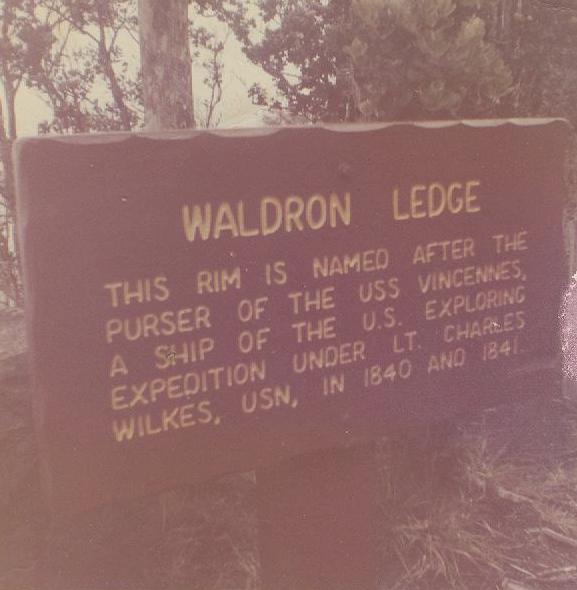 WALDRON LEDGE
THIS RIM IS NAMED AFTER THE
PURSER OF THE USS VINCENNES,
A SHIP OF THE U.S. EXPLORING
EXPEDITION UNDER LT. CHARLES
WILKES, USN, IN 1840 AND 1841.